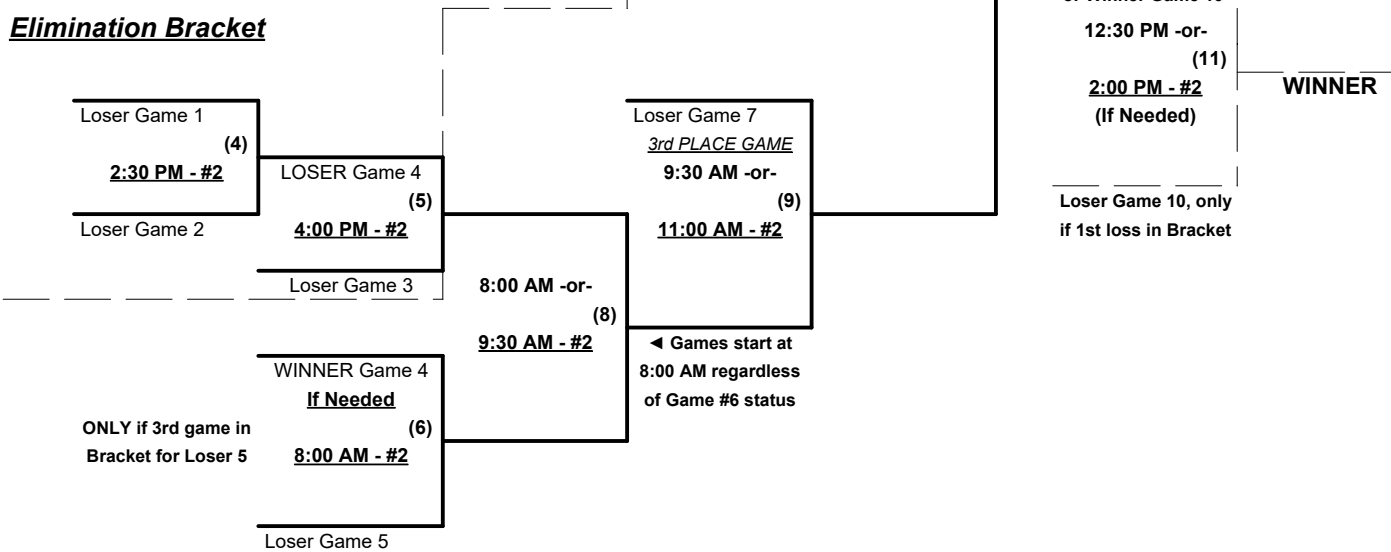 Elimination Bracket
12:30 PM -or-
(11)
2:00 PM - #2
(If Needed)
WINNER
Loser Game 10, only
if 1st loss in Bracket
Loser Game 1
(4)
2:30 PM - #2
Loser Game 2
LOSER Game 4
(5)
4:00 PM - #2
Loser Game 3
Loser Game 7
3rd PLACE GAME
9:30 AM -or-
(9)
11:00 AM - #2
8:00 AM -or-
(8)
9:30 AM - #2
◄ Games start at
8:00 AM regardless
of Game #6 status
WINNER Game 4
If Needed
(6)
8:00 AM - #2
ONLY if 3rd game in
Bracket for Loser 5
Loser Game 5